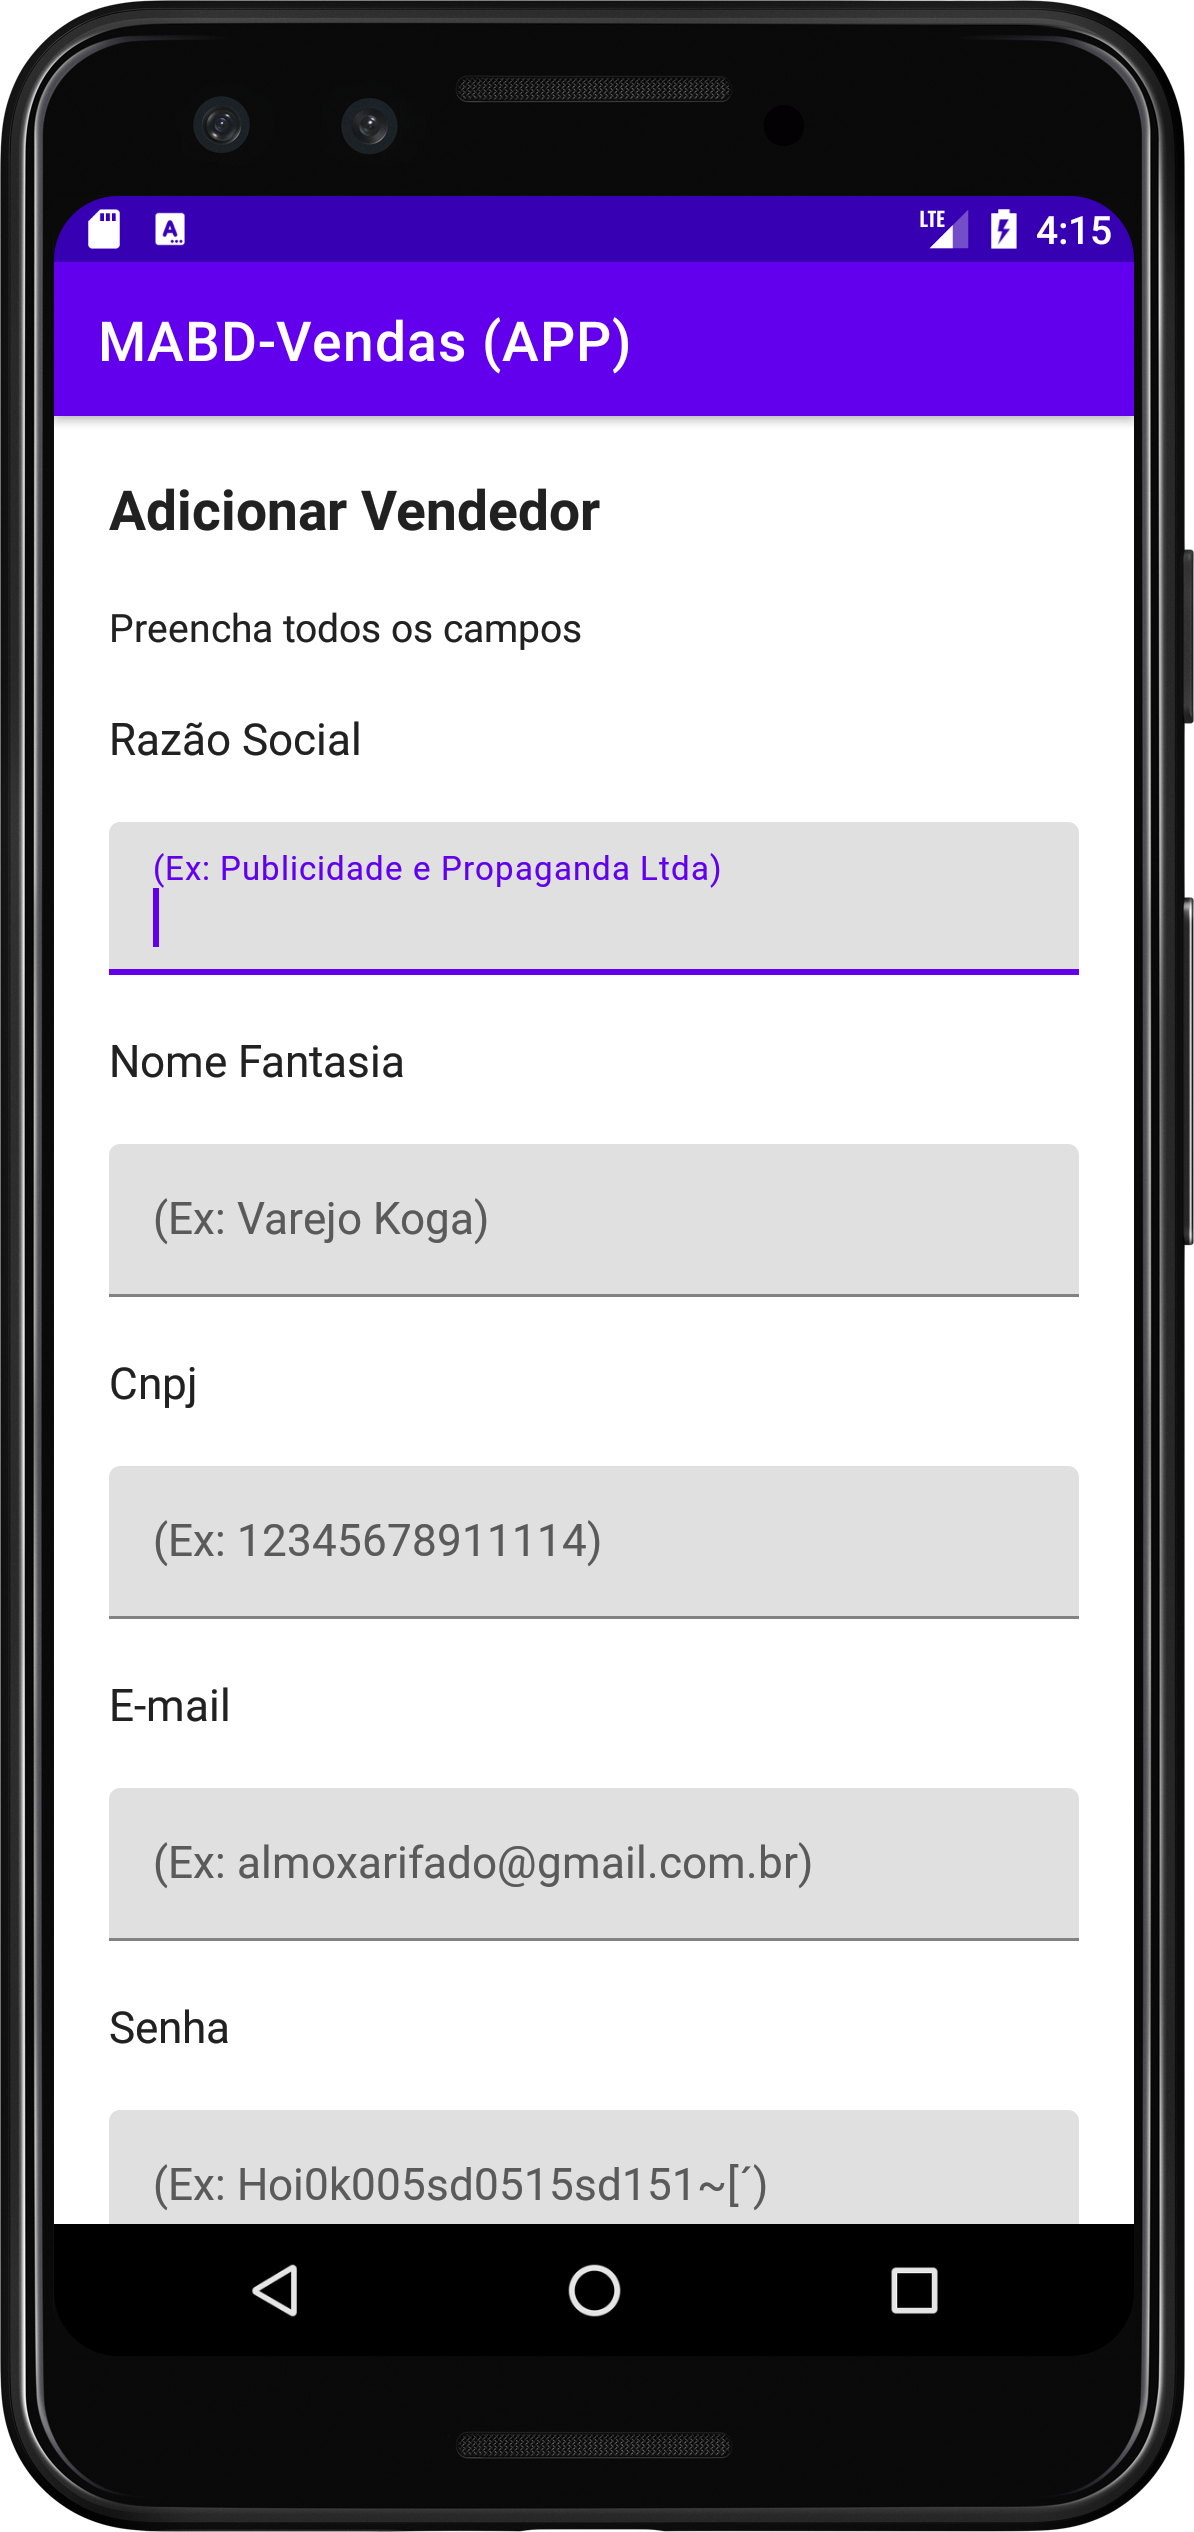 LTE 4:15
MABD-Vendas (APP)
Adicionar Vendedor
Preencha todos os campos
Razão Social
(Ex: Publicidade e Propaganda Ltda)
Nome Fantasia
(Ex: Varejo Koga)
Cnpj
(Ex: 12345678911114)
E-mail
(Ex: almoxarifado@gmail.com.br)
Senha
(Ex: Hoi0k005sd0515sd151~[´)